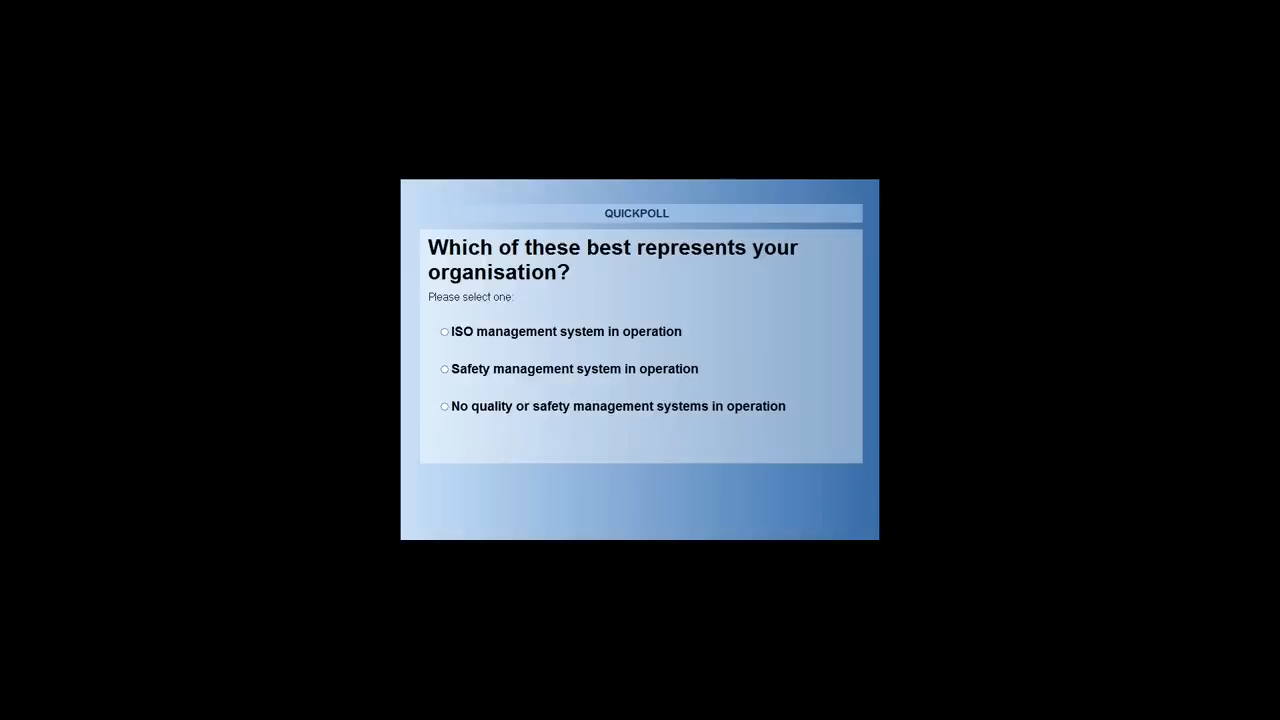 QUICKPOLL
Which of these best represents your
organisation?
Please select one:
ISO management system in operation
Safety management system in operation
No quality or safety management systems in operation